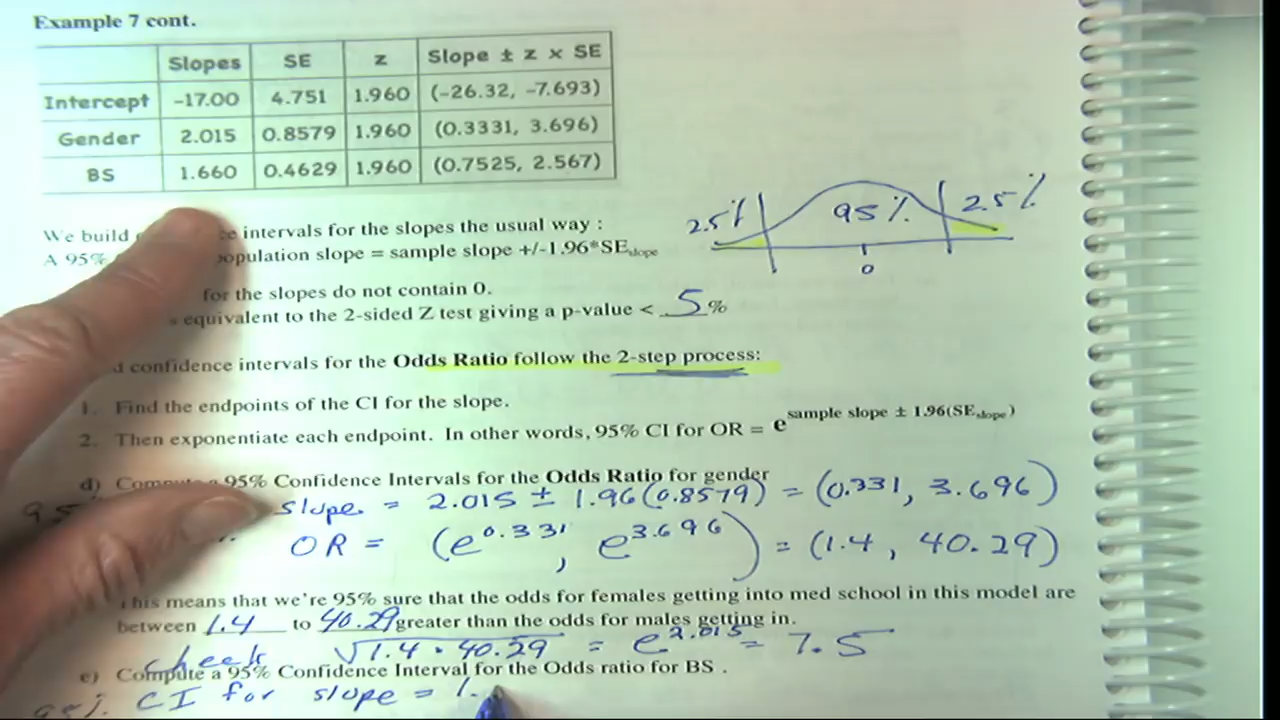 Example 7 cont.
Slopes SE z Slope ± z x SE
Intercept -17.00 4.751 1.960 (-26.32, -7.693)
Gender 2.015 0.8579 1.960 (0.3331, 3.696)
BS 1.660 0.4629 1.960 (0.7525, 2.567)
2.5% 95% 2.5%
0
We build intervals for the slopes the usual way :
A 95% population slope = sample slope +/-1.96*SEslope
for the slopes do not contain 0.
equivalent to the 2-sided Z test giving a p-value < 5%
confidence intervals for the Odds Ratio follow the 2-step process:
1. Find the endpoints of the CI for the slope.
2. Then exponentiate each endpoint. In other words, 95% CI for OR = e^sample slope ± 1.96(SEslope)
d) 95% Confidence Intervals for the Odds Ratio for gender
slope = 2.015 ± 1.96(0.8579) = (0.331, 3.696)
OR = (e^0.331, e^3.696) = (1.4, 40.29)
This means that we're 95% sure that the odds for females getting into med school in this model are
between 1.4 to 40.29 greater than the odds for males getting in.
check √1.4 • 40.29 = e^2.015 = 7.5
e) Compute a 95% Confidence Interval for the Odds ratio for BS .
95% CI for slope = 1.